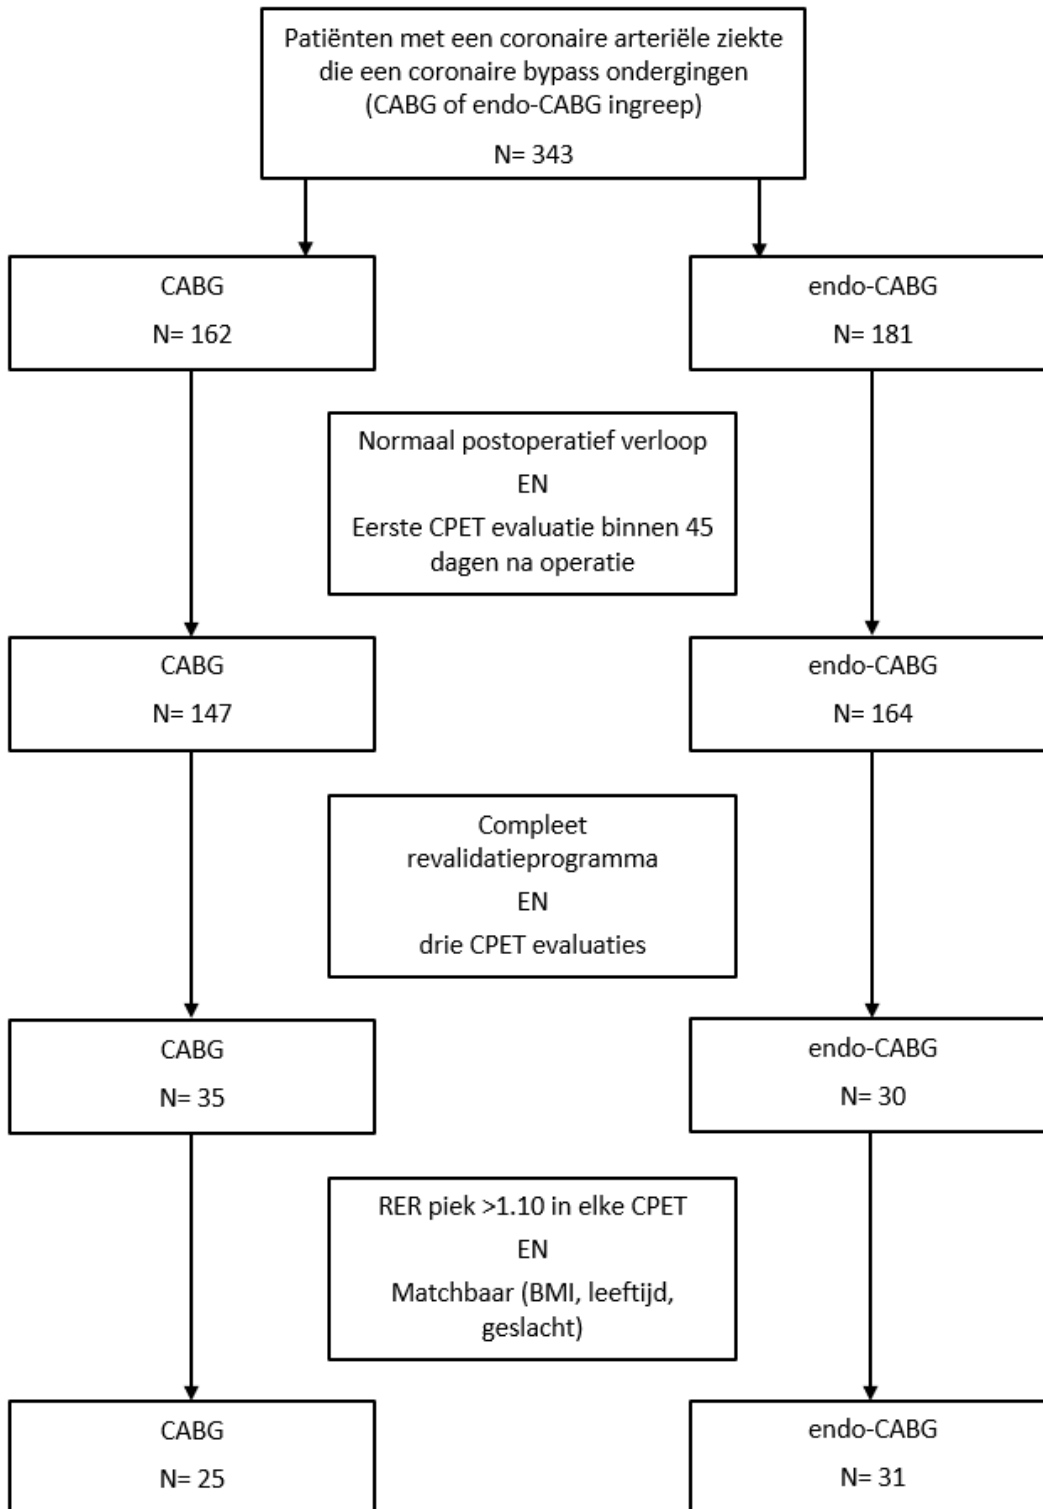 Patiënten met een coronaire arteriële ziekte
die een coronaire bypass ondergingen
(CABG of endo-CABG ingreep)
N= 343
CABG
N= 162
endo-CABG
N= 181
Normaal postoperatief verloop
EN
Eerste CPET evaluatie binnen 45
dagen na operatie
CABG
N= 147
endo-CABG
N= 164
Compleet
revalidatieprogramma
EN
drie CPET evaluaties
CABG
N= 35
endo-CABG
N= 30
RER piek >1.10 in elke CPET
EN
Matchbaar (BMI, leeftijd,
geslacht)
CABG
N= 25
endo-CABG
N= 31